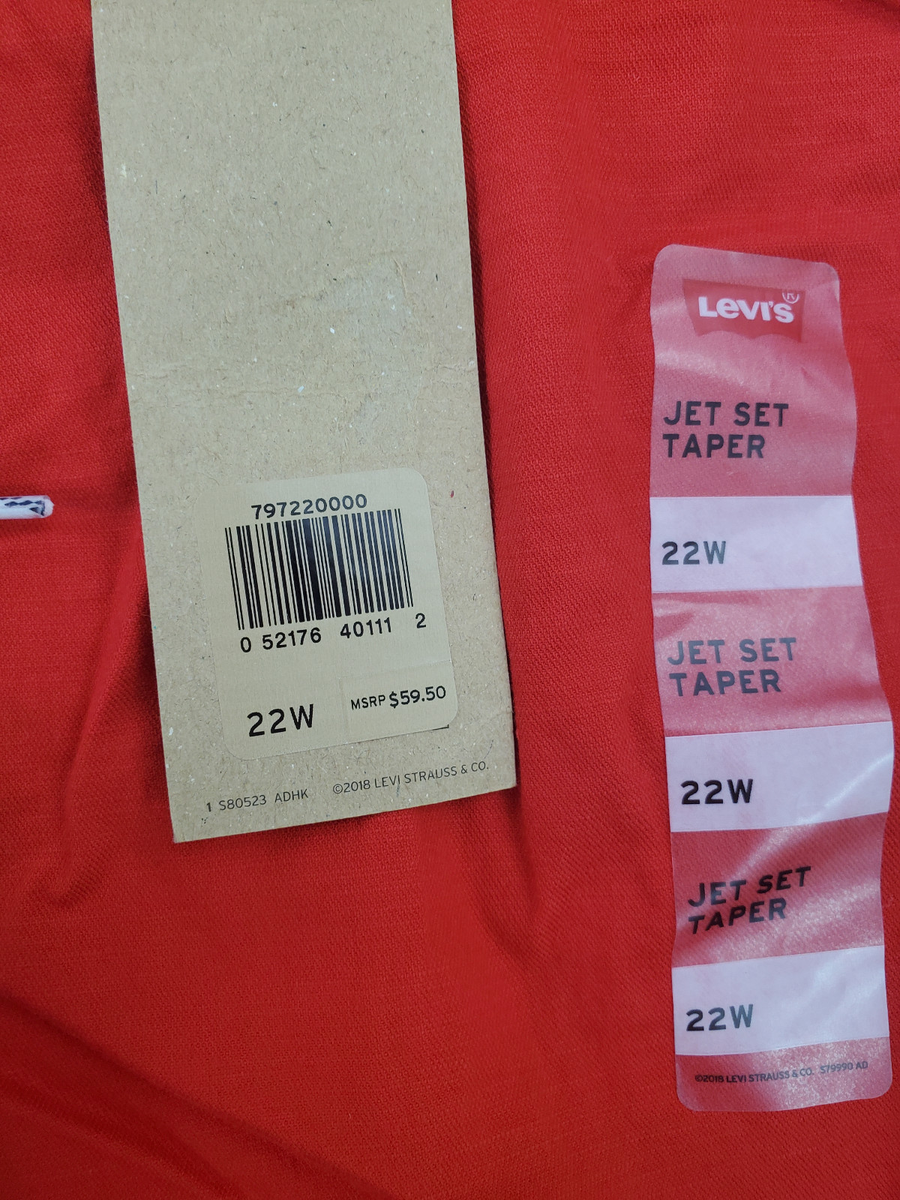 797220000
0 52176 40111 2
22W
MSRP $59.50
1 S80523 ADHK ©2018 LEVI STRAUSS & CO.
LEVI'S®
JET SET
TAPER
22W
JET SET
TAPER
22W
JET SET
TAPER
22W
©2018 LEVI STRAUSS & CO. S79990 AD